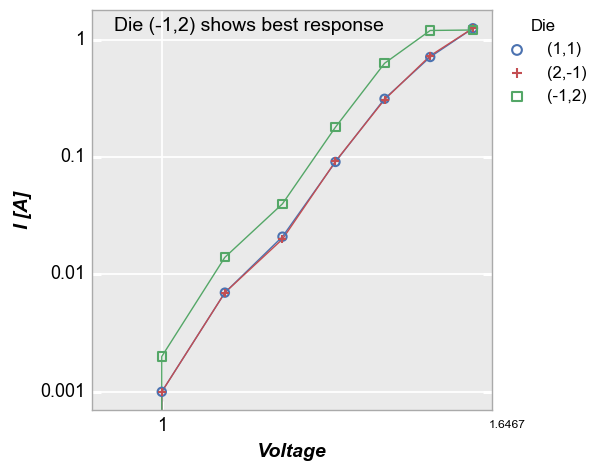 Die (-1,2) shows best response
Die
(1,1)
(2,-1)
(-1,2)
1
0.1
0.01
0.001
I [A]
1
1.6467
Voltage